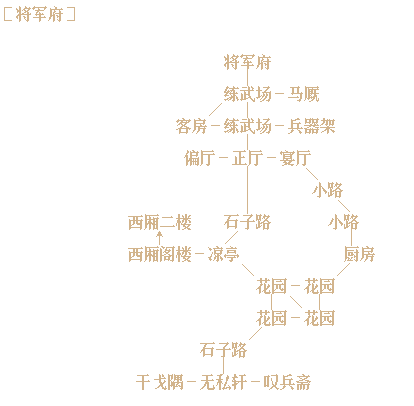 [ 将军府 ]
将军府
练武场－马厩
客房－练武场－兵器架
偏厅－正厅－宴厅
小路
西厢二楼 石子路 小路
西厢阁楼－凉亭 厨房
花园－花园
花园－花园
石子路
干戈隅－无私轩－叹兵斋